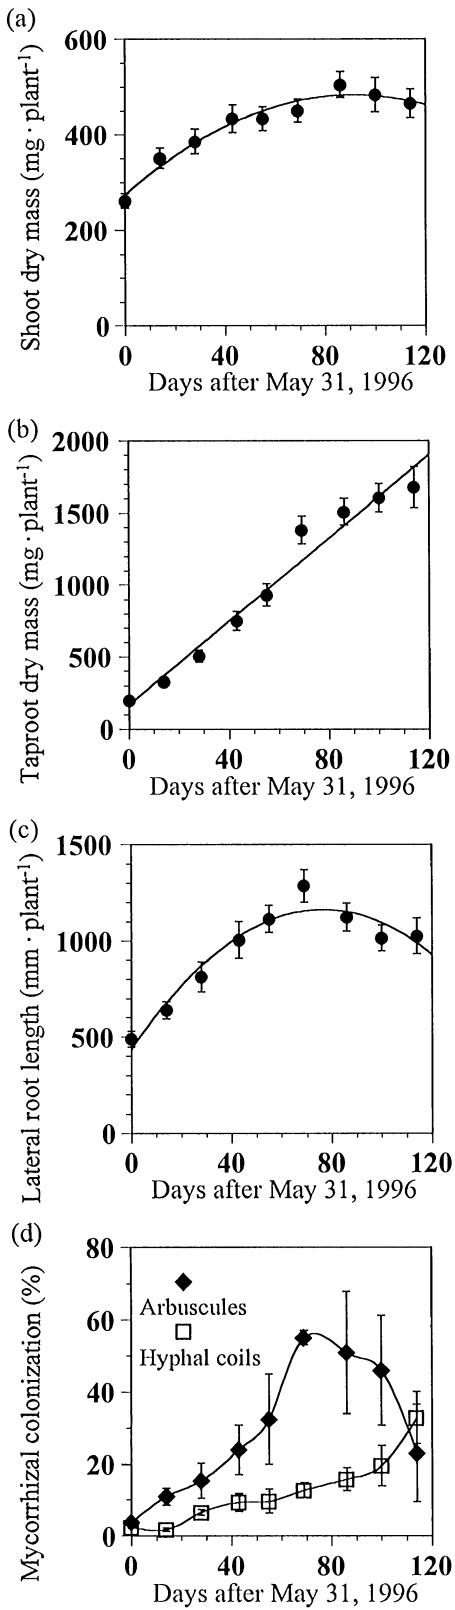 (a)
600
400
200
0
Shoot dry mass (mg · plant⁻¹)
0 40 80 120
Days after May 31, 1996
(b)
2000
1500
1000
500
0
Taproot dry mass (mg · plant⁻¹)
0 40 80 120
Days after May 31, 1996
(c)
1500
1000
500
0
Lateral root length (mm · plant⁻¹)
0 40 80 120
Days after May 31, 1996
(d)
80
60
40
20
0
Mycorrhizal colonization (%)
Arbuscules
Hyphal coils
0 40 80 120
Days after May 31, 1996